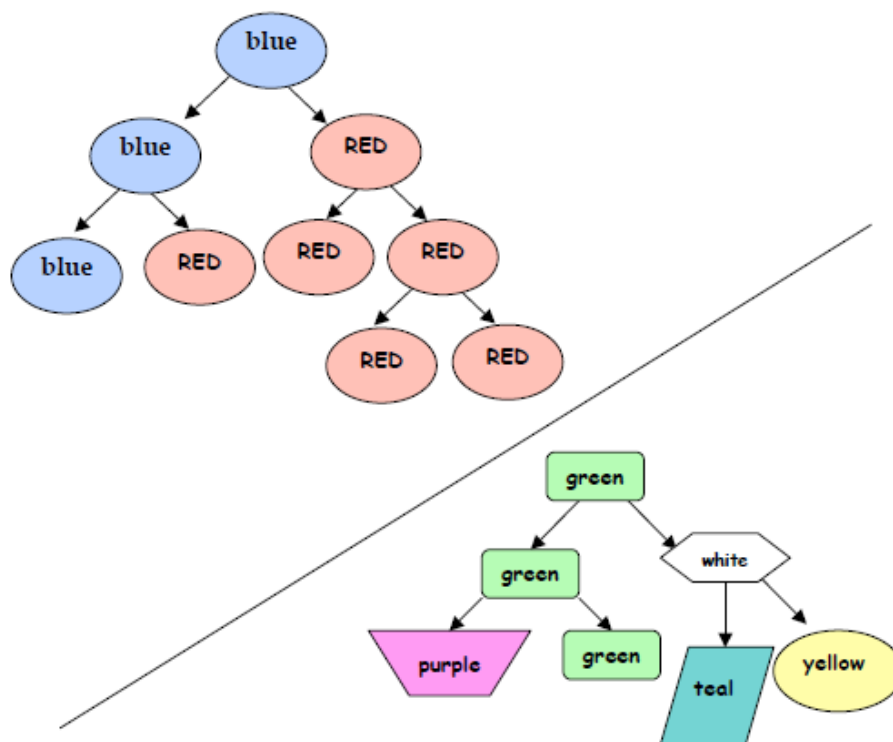 blue
blue
RED
blue
RED
RED
RED
RED
RED
green
green
white
purple
green
teal
yellow